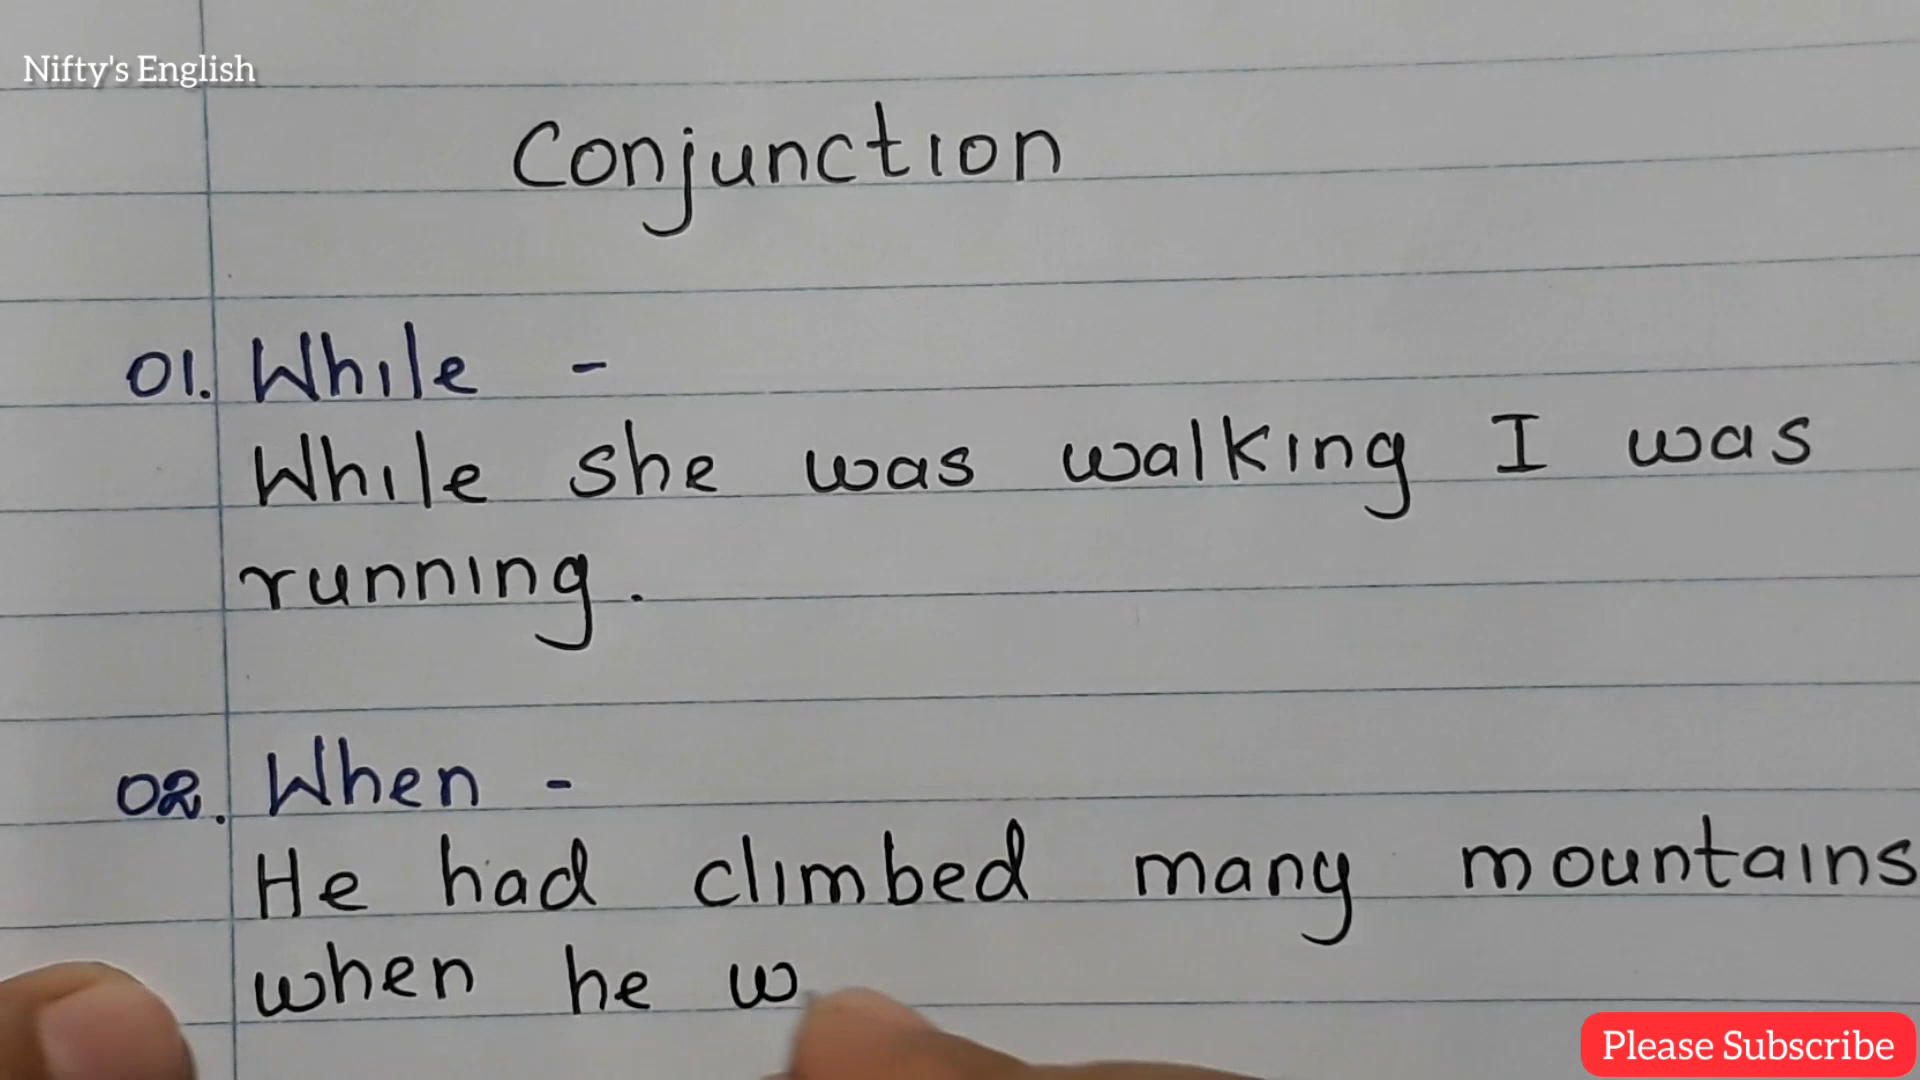 Nifty's English
Conjunction
01. While -
While she was walking I was
running.
02. When -
He had climbed many mountains
when he w
Please Subscribe